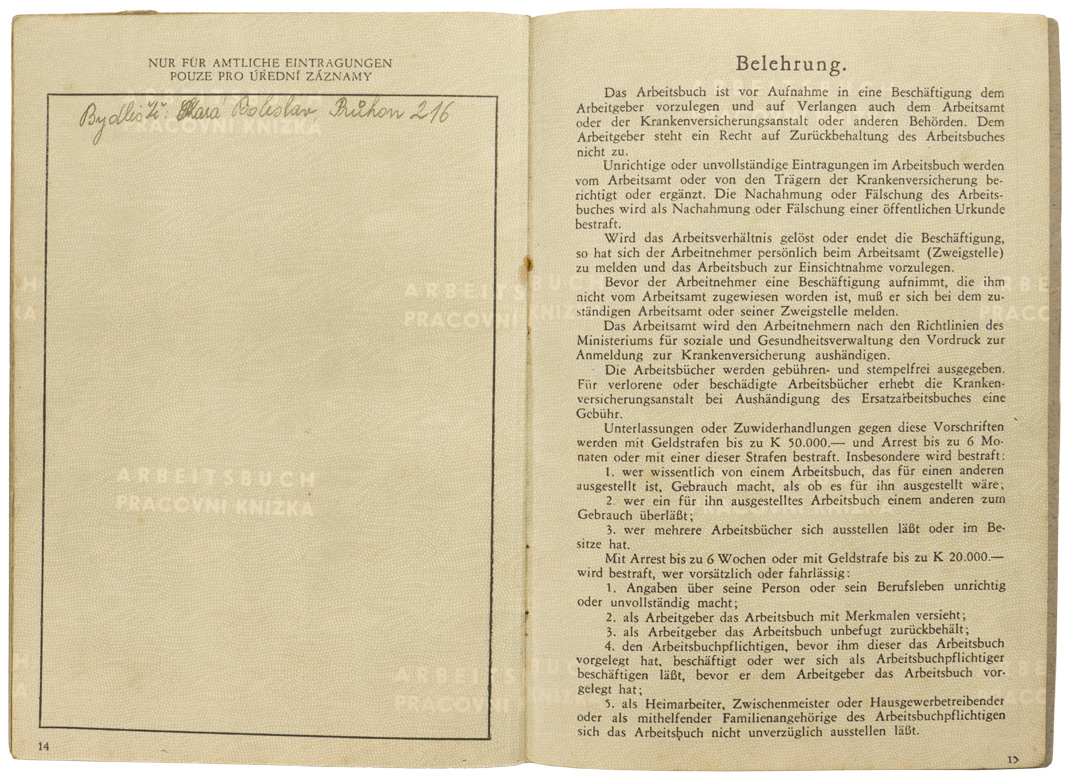 NUR FÜR AMTLICHE EINTRAGUNGEN
POUZE PRO ÚŘEDNÍ ZÁZNAMY
Bydliště: Stará Boleslav, Průhon 216
ARBEITSBUCH
PRACOVNÍ KNÍŽKA
14
Belehrung.
Das Arbeitsbuch ist vor Aufnahme in eine Beschäftigung dem
Arbeitgeber vorzulegen und auf Verlangen auch dem Arbeitsamt
oder der Krankenversicherungsanstalt oder anderen Behörden. Dem
Arbeitgeber steht ein Recht auf Zurückbehaltung des Arbeitsbuches
nicht zu.
Unrichtige oder unvollständige Eintragungen im Arbeitsbuch werden
vom Arbeitsamt oder von den Trägern der Krankenversicherung be-
richtigt oder ergänzt. Die Nachahmung oder Fälschung des Arbeits-
buches wird als Nachahmung oder Fälschung einer öffentlichen Urkunde
bestraft.
Wird das Arbeitsverhältnis gelöst oder endet die Beschäftigung,
so hat sich der Arbeitnehmer persönlich beim Arbeitsamt (Zweigstelle)
zu melden und das Arbeitsbuch zur Einsichtnahme vorzulegen.
Bevor der Arbeitnehmer eine Beschäftigung aufnimmt, die ihm
nicht vom Arbeitsamt zugewiesen worden ist, muß er sich bei dem zu-
ständigen Arbeitsamt oder seiner Zweigstelle melden.
Das Arbeitsamt wird den Arbeitnehmern nach den Richtlinien des
Ministeriums für soziale und Gesundheitsverwaltung den Vordruck zur
Anmeldung zur Krankenversicherung aushändigen.
Die Arbeitsbücher werden gebühren- und stempelfrei ausgegeben.
Für verlorene oder beschädigte Arbeitsbücher erhebt die Kranken-
versicherungsanstalt bei Aushändigung des Ersatzarbeitsbuches eine
Gebühr.
Unterlassungen oder Zuwiderhandlungen gegen diese Vorschriften
werden mit Geldstrafen bis zu K 50.000.— und Arrest bis zu 6 Mo-
naten oder mit einer dieser Strafen bestraft. Insbesondere wird bestraft:
1. wer wissentlich von einem Arbeitsbuch, das für einen anderen
ausgestellt ist, Gebrauch macht, als ob es für ihn ausgestellt wäre;
2. wer ein für ihn ausgestelltes Arbeitsbuch einem anderen zum
Gebrauch überläßt;
3. wer mehrere Arbeitsbücher sich ausstellen läßt oder im Be-
sitze hat.
Mit Arrest bis zu 6 Wochen oder mit Geldstrafe bis zu K 20.000.—
wird bestraft, wer vorsätzlich oder fahrlässig:
1. Angaben über seine Person oder sein Berufsleben unrichtig
oder unvollständig macht;
2. als Arbeitgeber das Arbeitsbuch mit Merkmalen versieht;
3. als Arbeitgeber das Arbeitsbuch unbefugt zurückbehält;
4. den Arbeitsbuchpflichtigen, bevor ihm dieser das Arbeitsbuch
vorgelegt hat, beschäftigt oder wer sich als Arbeitsbuchpflichtiger
beschäftigen läßt, bevor er dem Arbeitgeber das Arbeitsbuch vor-
gelegt hat;
5. als Heimarbeiter, Zwischenmeister oder Hausgewerbetreibender
oder als mithelfender Familienangehörige des Arbeitsbuchpflichtigen
sich das Arbeitsbuch nicht unverzüglich ausstellen läßt.
15